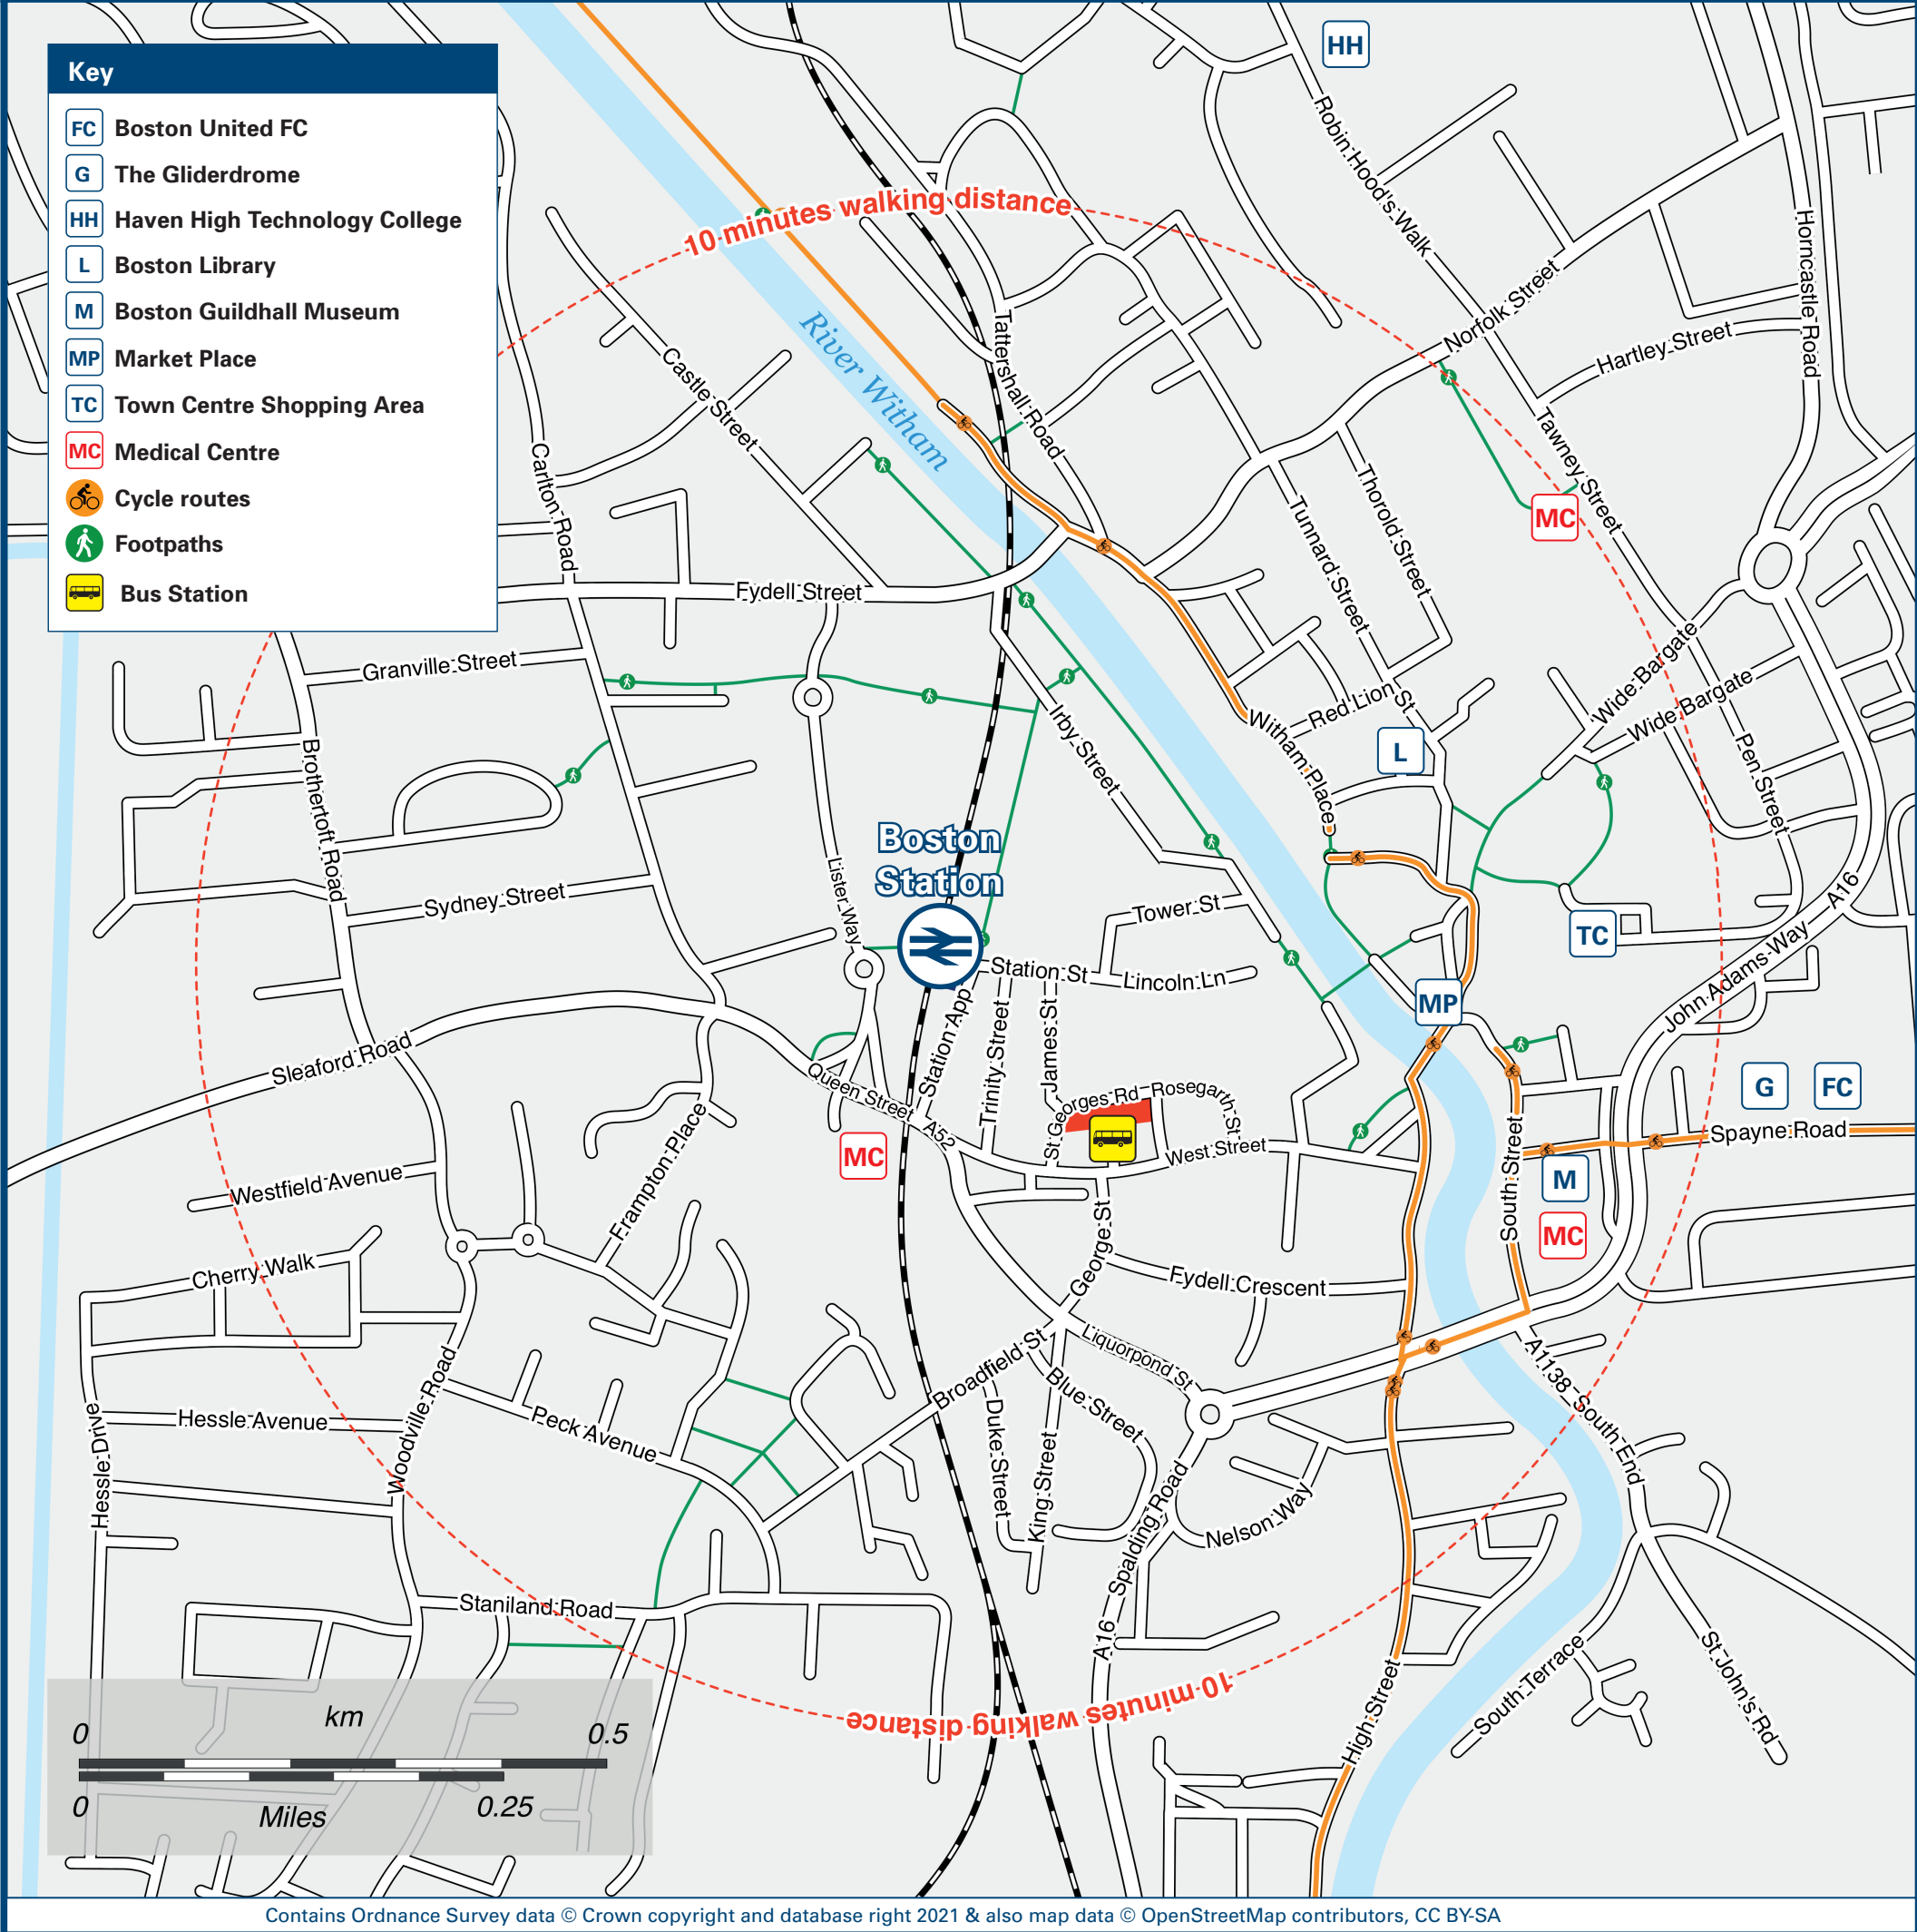 Key
FC Boston United FC
G The Gliderdrome
HH Haven High Technology College
L Boston Library
M Boston Guildhall Museum
MP Market Place
TC Town Centre Shopping Area
MC Medical Centre
Cycle routes
Footpaths
Bus Station
HH
Robin Hood's Walk
10 minutes walking distance
Horncastle Road
Norfolk Street
Hartley Street
River Witham
Tattershall Road
Castle Street
Carlton Road
Tawney Street
MC
Thorold Street
Tunnard Street
Fydell Street
Granville Street
Wide Bargate
Wide Bargate
Red Lion St
Witham Place
L
Irby Street
Pen Street
Brothertoft Road
Boston
Station
Lister Way
Sydney Street
Tower St
TC
A16
John Adams Way
Station St
Lincoln Ln
MP
Station App
Trinity Street
James St
Sleaford Road
Queen Street
A52
St Georges Rd
Rosegarth St
G
FC
Spayne Road
MC
West Street
South Street
M
MC
Frampton Place
Westfield Avenue
Cherry Walk
George St
Fydell Crescent
Liquorpond St
Broadfield St
A1138 South End
Blue Street
Duke Street
King Street
Woodville Road
Hessle Avenue
Peck Avenue
Hessle Drive
Nelson Way
A16 Spalding Road
Staniland Road
South Terrace
St John's Rd
High Street
10 minutes walking distance
km
0 0.5
0 0.25
Miles
Contains Ordnance Survey data © Crown copyright and database right 2021 & also map data © OpenStreetMap contributors, CC BY-SA